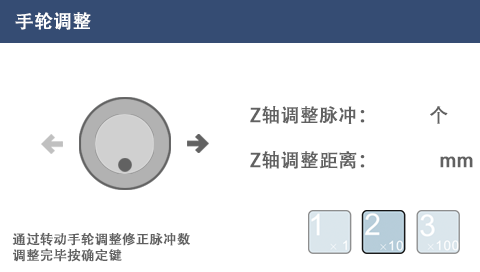 手轮调整
Z轴调整脉冲： 个
Z轴调整距离： mm
1 ×1 2 ×10 3 ×100
通过转动手轮调整修正脉冲数
调整完毕按确定键